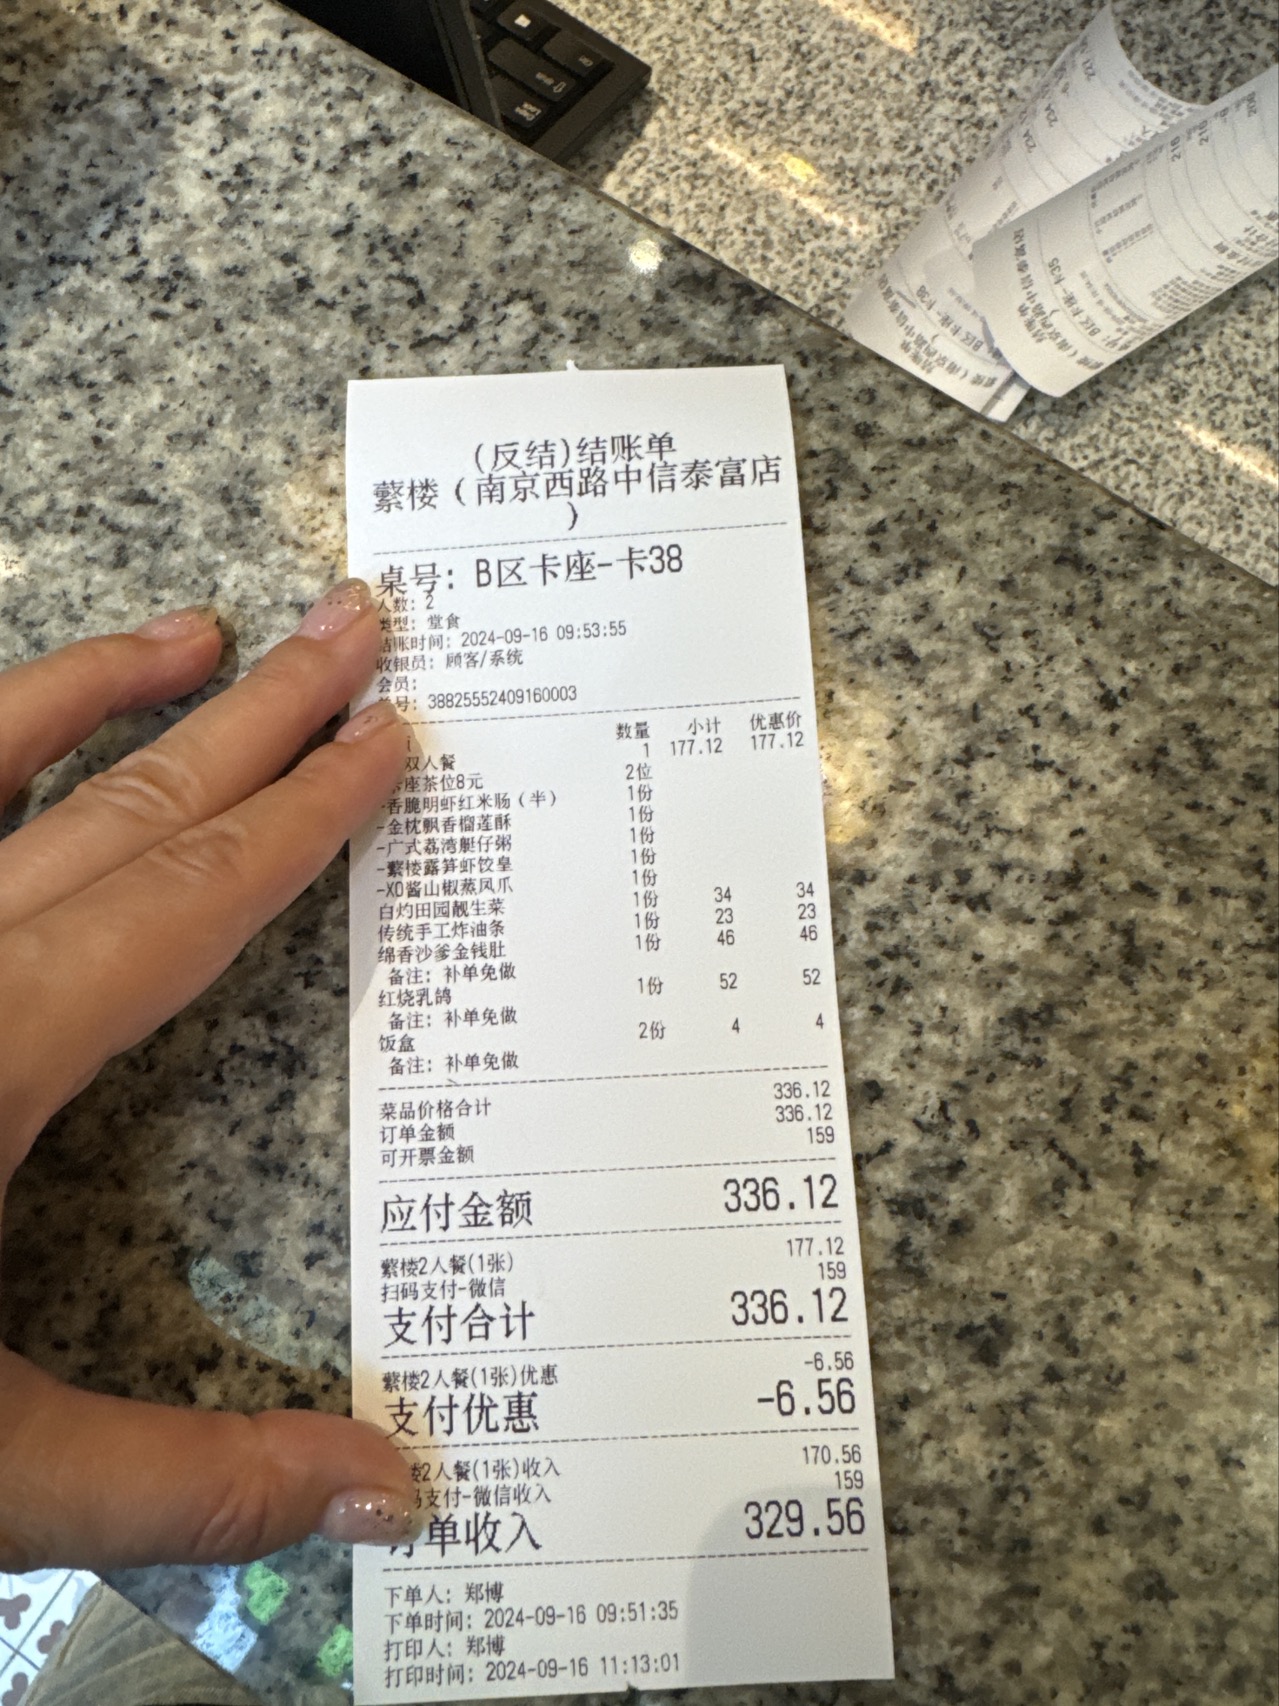 (反结)结账单
蘩楼（南京西路中信泰富店
)
桌号: B区卡座-卡38
人数: 2
类型: 堂食
结账时间: 2024-09-16 09:53:55
收银员: 顾客/系统
会员:
单号: 38825552409160003
数量 小计 优惠价
1 177.12 177.12
双人餐
座茶位8元 2位
-香脆明虾红米肠（半） 1份
-金枕飘香榴莲酥 1份
-广式荔湾艇仔粥 1份
-蘩楼露笋虾饺皇 1份
-XO酱山椒蒸凤爪 1份
白灼田园靓生菜 1份 34 34
传统手工炸油条 1份 23 23
绵香沙爹金钱肚 1份 46 46
备注: 补单免做
红烧乳鸽 1份 52 52
备注: 补单免做
饭盒 2份 4 4
备注: 补单免做
菜品价格合计 336.12
订单金额 336.12
可开票金额 159
应付金额 336.12
蘩楼2人餐(1张) 177.12
扫码支付-微信 159
支付合计 336.12
蘩楼2人餐(1张)优惠 -6.56
支付优惠 -6.56
楼2人餐(1张)收入 170.56
码支付-微信收入 159
订单收入 329.56
下单人: 郑博
下单时间: 2024-09-16 09:51:35
打印人: 郑博
打印时间: 2024-09-16 11:13:01